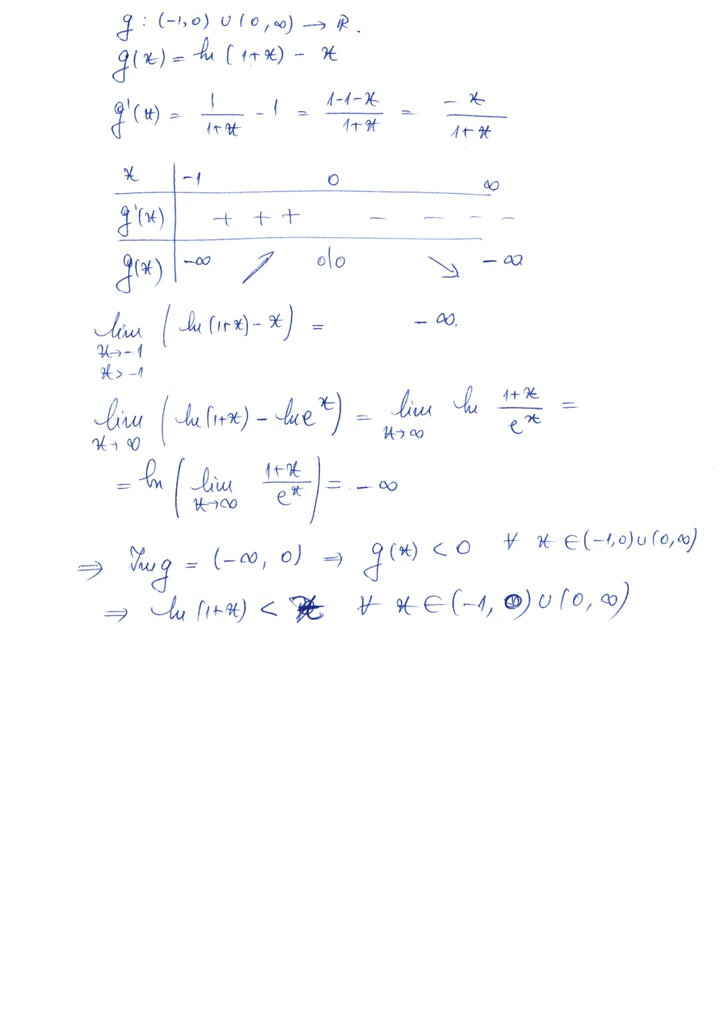 g : (-1,0) ∪ (0,∞) → ℝ.
g(x) = ln (1+x) - x
g'(x) = 1/(1+x) - 1 = (1-1-x)/(1+x) = -x/(1+x)
x | -1 0 ∞
g'(x) | + + + - - - -
g(x) | -∞ ↗ 0|0 ↘ -∞
lim x→-1 x>-1 (ln(1+x) - x) = -∞.
lim x→∞ (ln(1+x) - ln e^x) = lim x→∞ ln (1+x)/e^x =
= ln ( lim x→∞ (1+x)/e^x ) = -∞
⇒ Im g = (-∞, 0) ⇒ g(x) < 0 ∀ x ∈ (-1,0) ∪ (0,∞)
⇒ ln (1+x) < x ∀ x ∈ (-1, 0) ∪ (0, ∞)